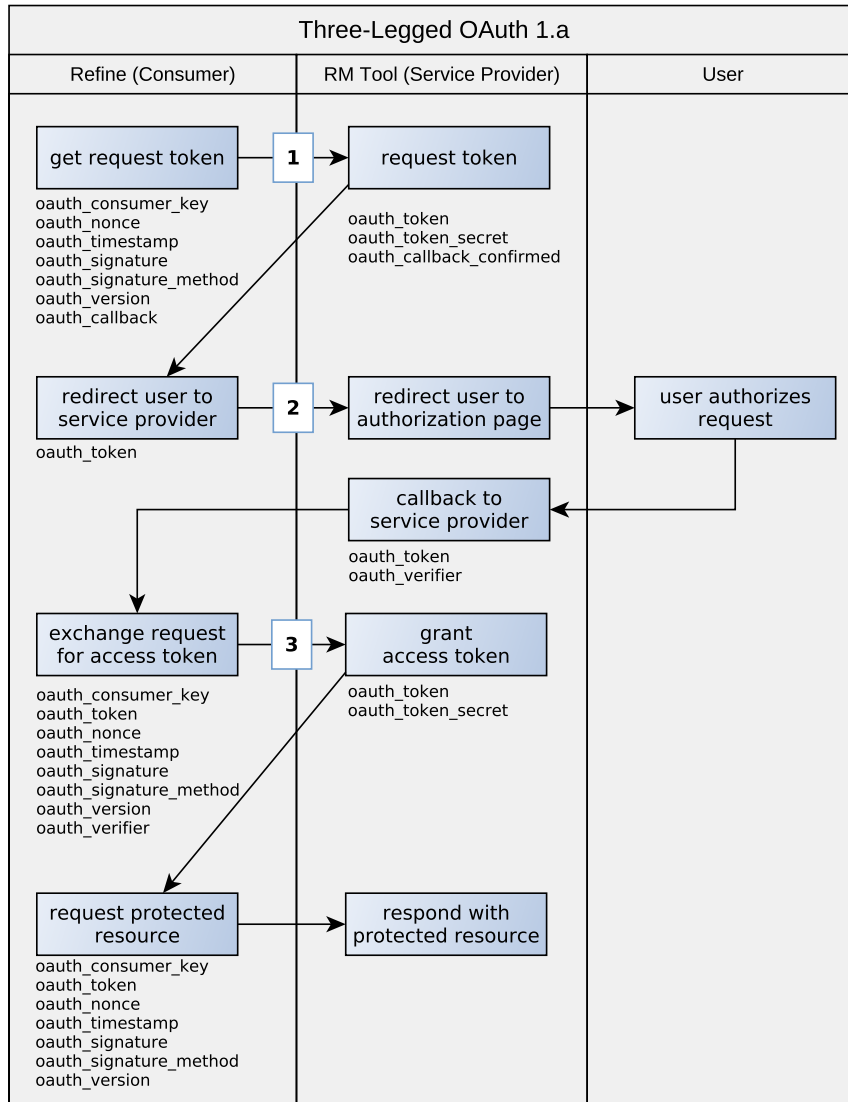 Three-Legged OAuth 1.a
Refine (Consumer)
RM Tool (Service Provider)
User
get request token
1
request token
oauth_consumer_key
oauth_nonce
oauth_timestamp
oauth_signature
oauth_signature_method
oauth_version
oauth_callback
oauth_token
oauth_token_secret
oauth_callback_confirmed
redirect user to
service provider
2
redirect user to
authorization page
user authorizes
request
oauth_token
callback to
service provider
oauth_token
oauth_verifier
exchange request
for access token
3
grant
access token
oauth_consumer_key
oauth_token
oauth_nonce
oauth_timestamp
oauth_signature
oauth_signature_method
oauth_version
oauth_verifier
oauth_token
oauth_token_secret
request protected
resource
respond with
protected resource
oauth_consumer_key
oauth_token
oauth_nonce
oauth_timestamp
oauth_signature
oauth_signature_method
oauth_version